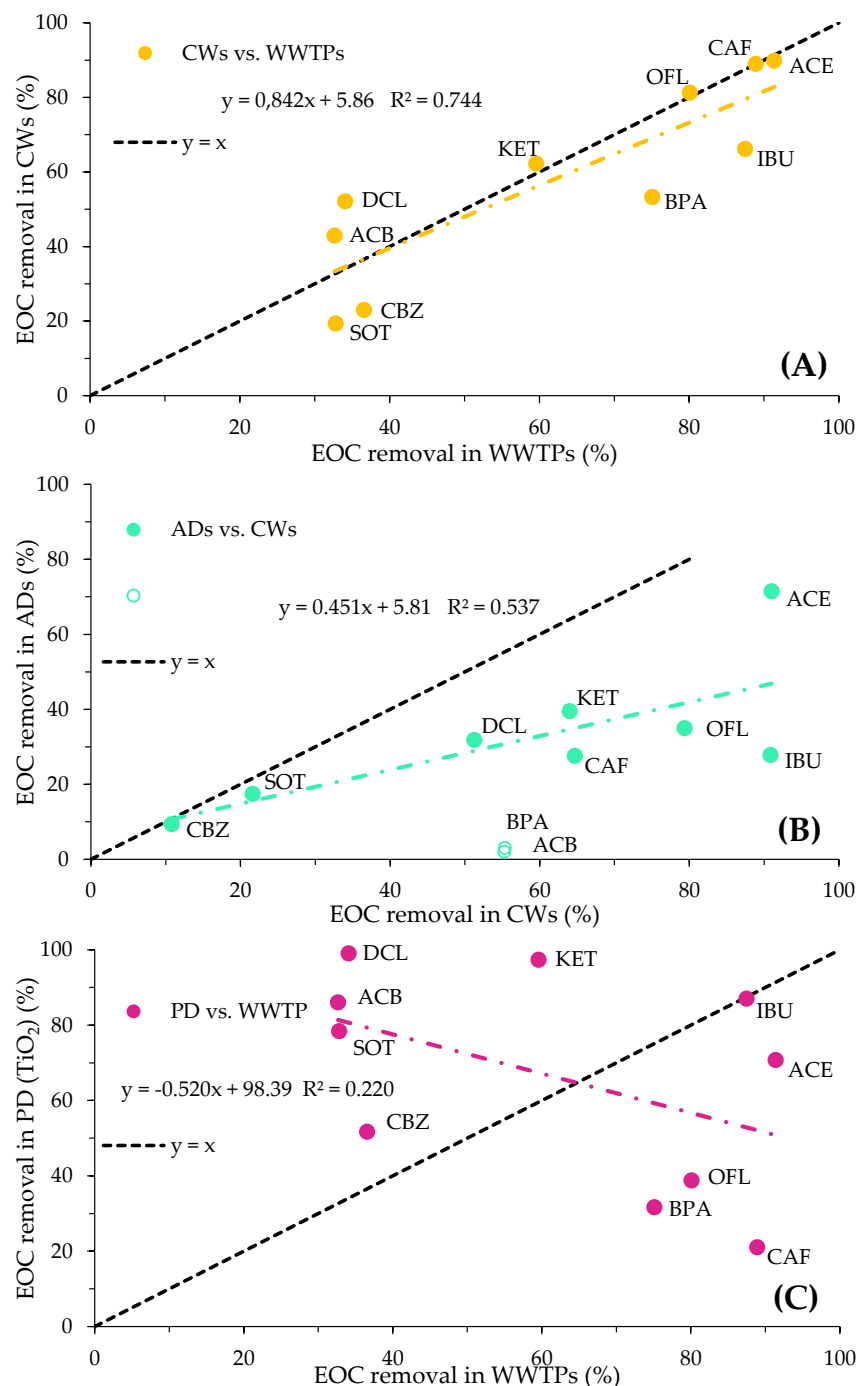 100
80
60
40
20
0
EOC removal in CWs (%)
CWs vs. WWTPs
y = 0,842x + 5.86 R² = 0.744
y = x
CAF
ACE
OFL
KET
IBU
DCL
BPA
ACB
CBZ
SOT
(A)
0 20 40 60 80 100
EOC removal in WWTPs (%)
100
80
60
40
20
0
EOC removal in ADs (%)
ADs vs. CWs
y = 0.451x + 5.81 R² = 0.537
y = x
ACE
KET
DCL
OFL
CAF
IBU
SOT
CBZ
BPA
ACB
(B)
0 20 40 60 80 100
EOC removal in CWs (%)
100
80
60
40
20
0
EOC removal in PD (TiO₂) (%)
DCL
KET
ACB
IBU
PD vs. WWTP
SOT
ACE
y = -0.520x + 98.39 R² = 0.220
CBZ
y = x
OFL
BPA
CAF
(C)
0 20 40 60 80 100
EOC removal in WWTPs (%)